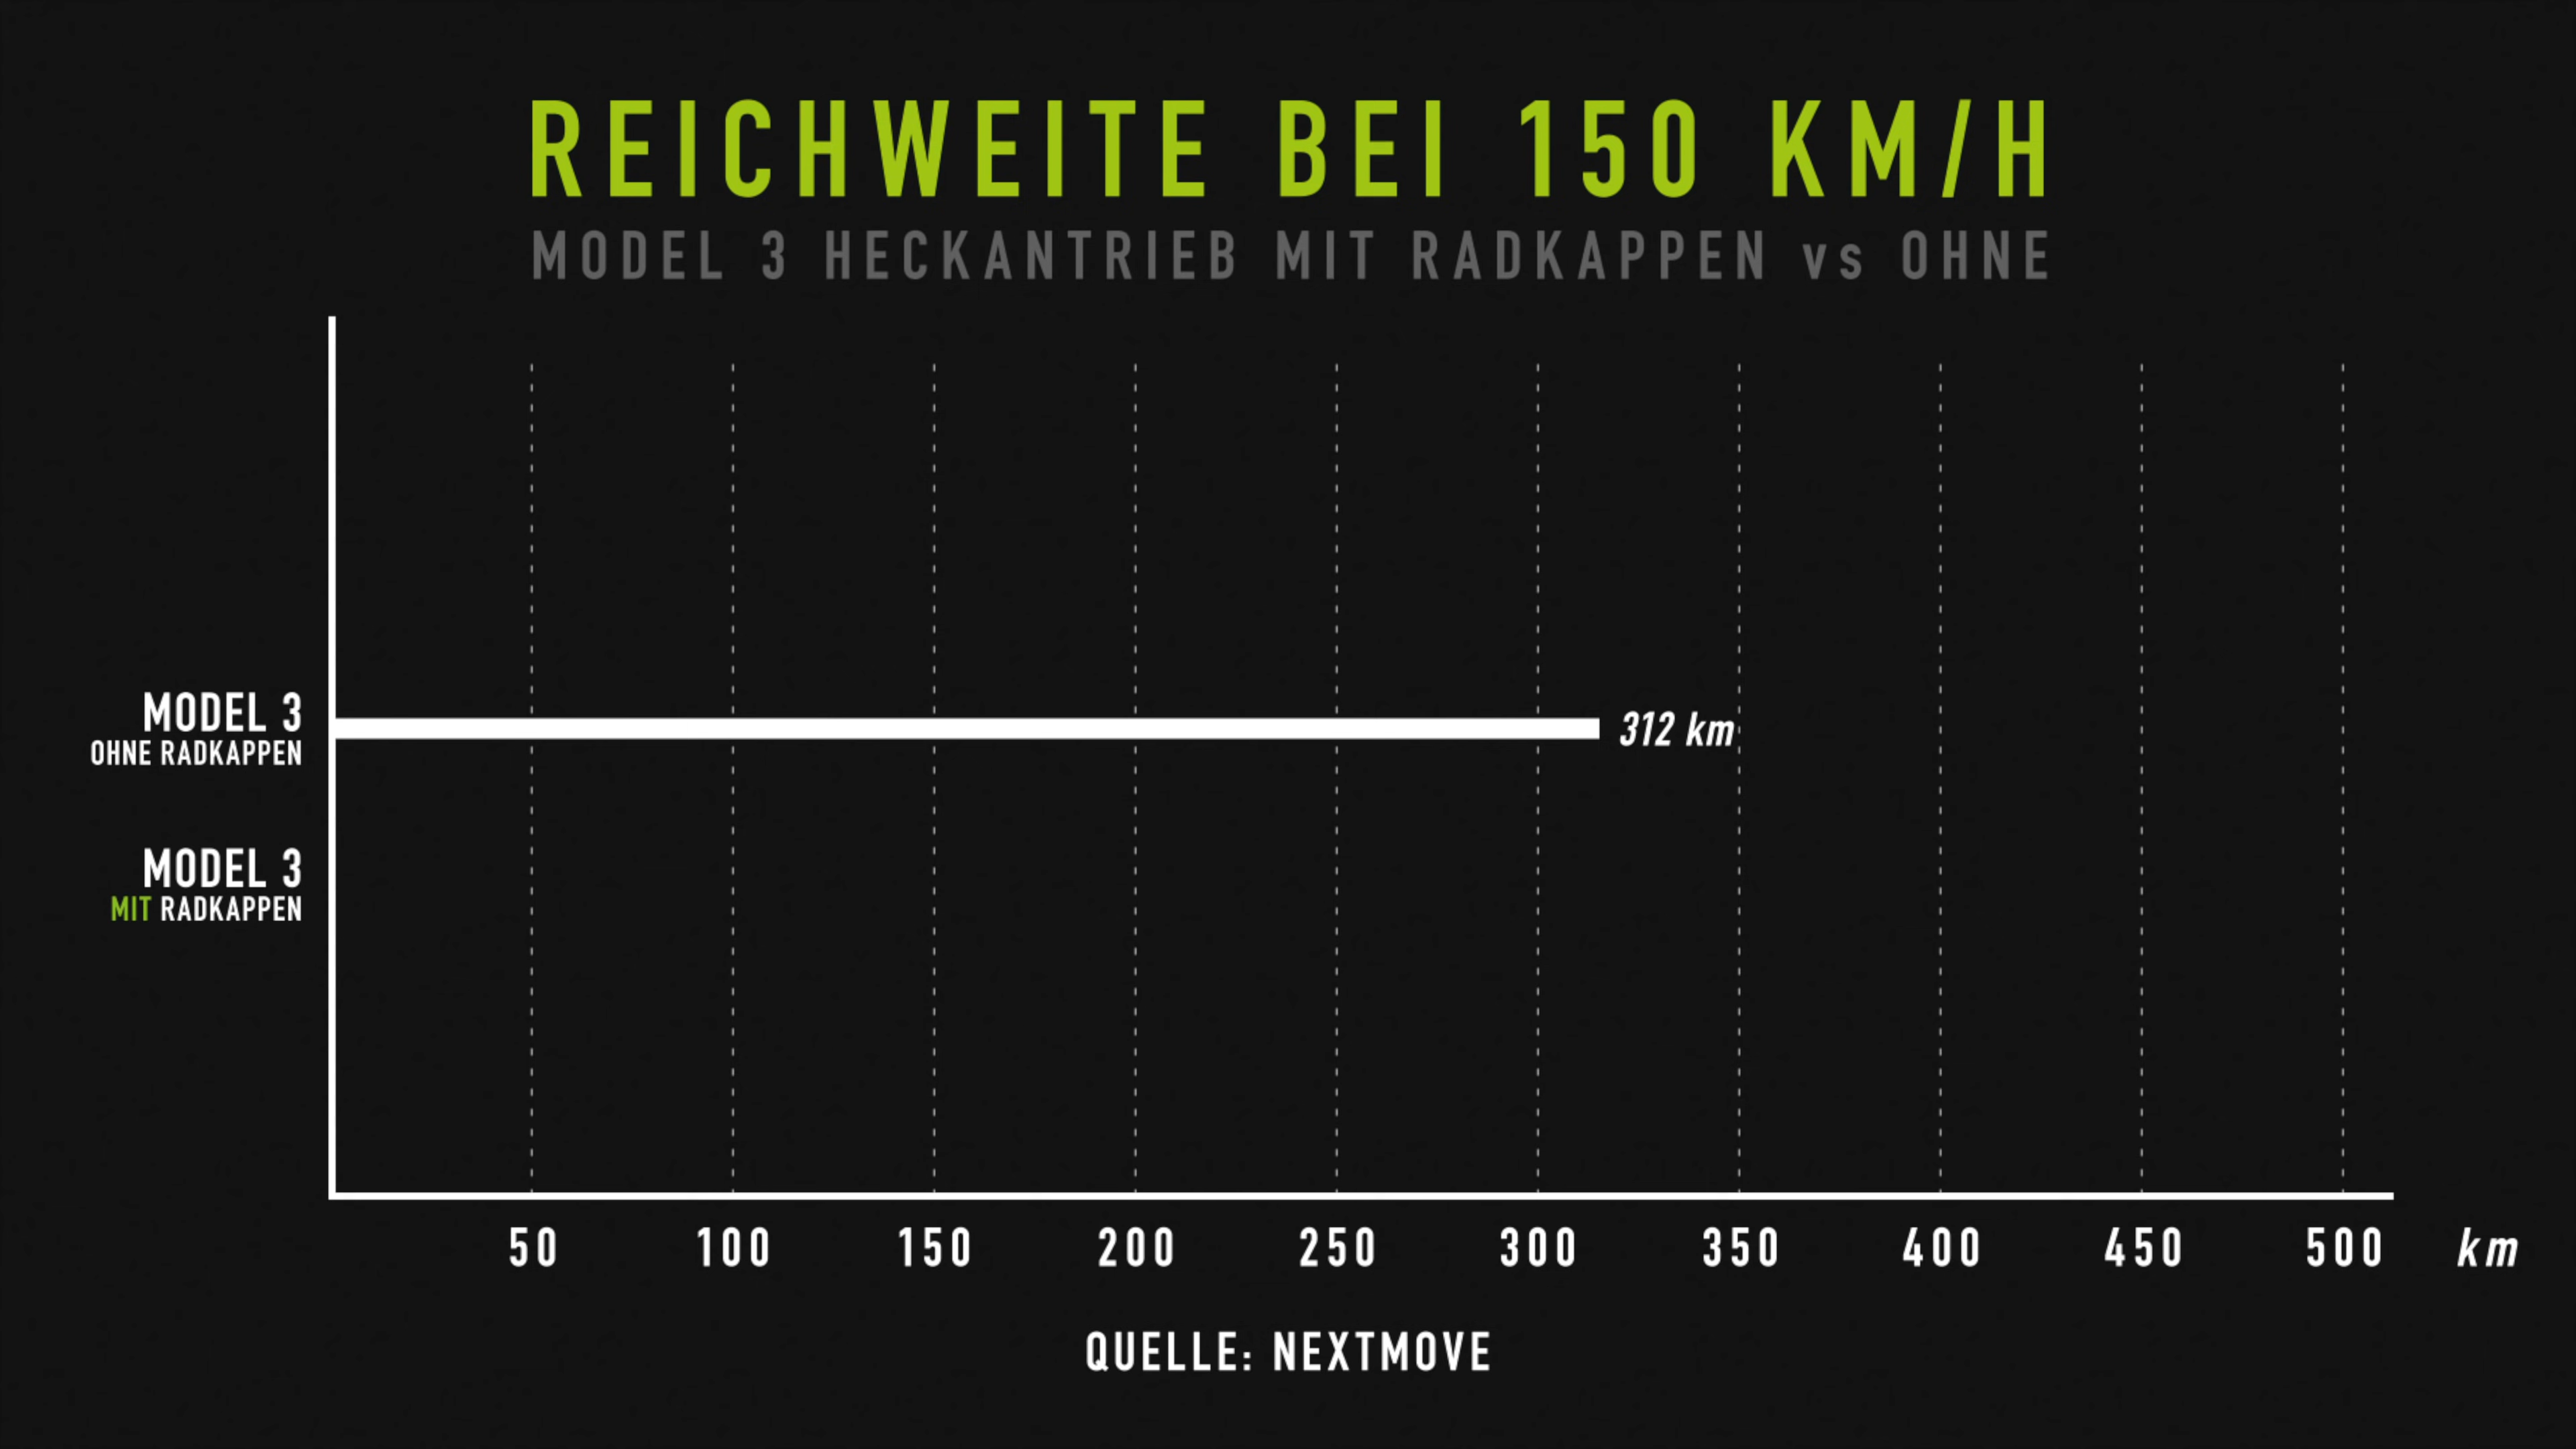 REICHWEITE BEI 150 KM/H
MODEL 3 HECKANTRIEB MIT RADKAPPEN vs OHNE
MODEL 3
OHNE RADKAPPEN
312 km
MODEL 3
MIT RADKAPPEN
50 100 150 200 250 300 350 400 450 500 km
QUELLE: NEXTMOVE